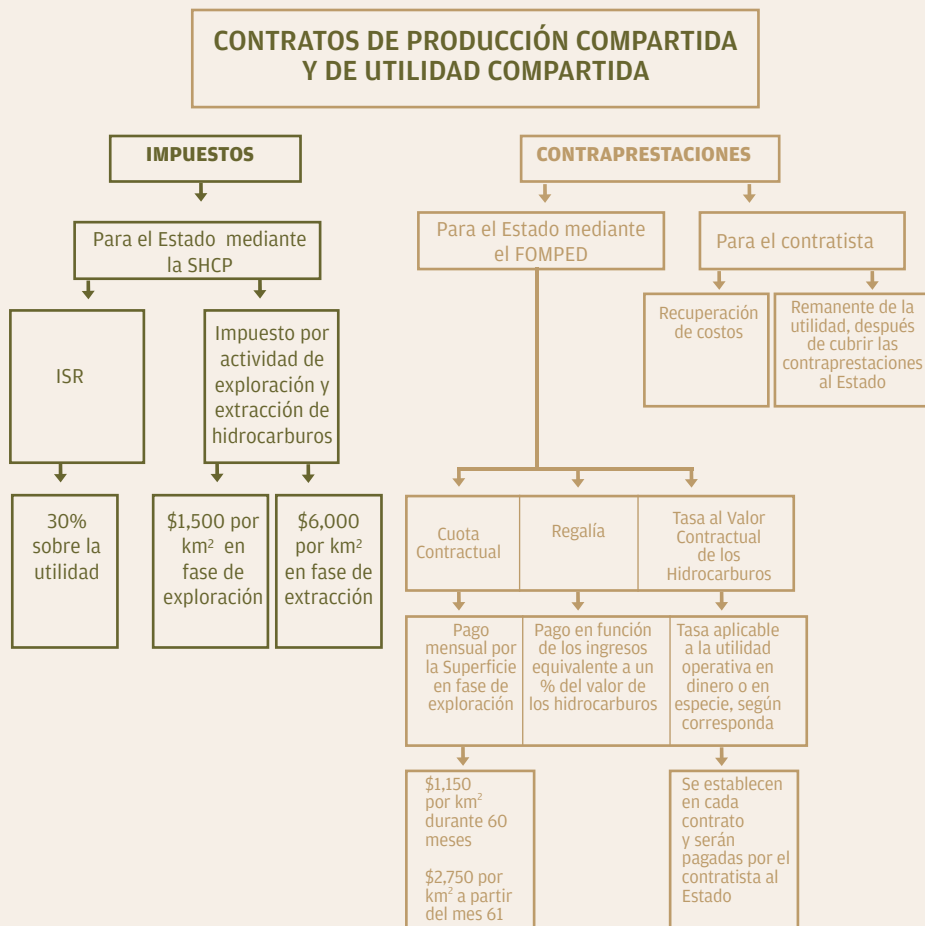 CONTRATOS DE PRODUCCIÓN COMPARTIDA
Y DE UTILIDAD COMPARTIDA
IMPUESTOS
Para el Estado mediante
la SHCP
ISR
Impuesto por
actividad de
exploración y
extracción de
hidrocarburos
30%
sobre la
utilidad
$1,500 por
km² en
fase de
exploración
$6,000
por km²
en fase de
extracción
CONTRAPRESTACIONES
Para el Estado mediante
el FOMPED
Para el contratista
Recuperación
de costos
Remanente de la
utilidad, después
de cubrir las
contraprestaciones
al Estado
Cuota
Contractual
Regalía
Tasa al Valor
Contractual
de los
Hidrocarburos
Pago
mensual por
la Superficie
en fase de
exploración
Pago en función
de los ingresos
equivalente a un
% del valor de
los hidrocarburos
Tasa aplicable
a la utilidad
operativa en
dinero o en
especie, según
corresponda
$1,150
por km²
durante 60
meses
$2,750 por
km² a partir
del mes 61
Se establecen
en cada
contrato
y serán
pagadas por el
contratista al
Estado